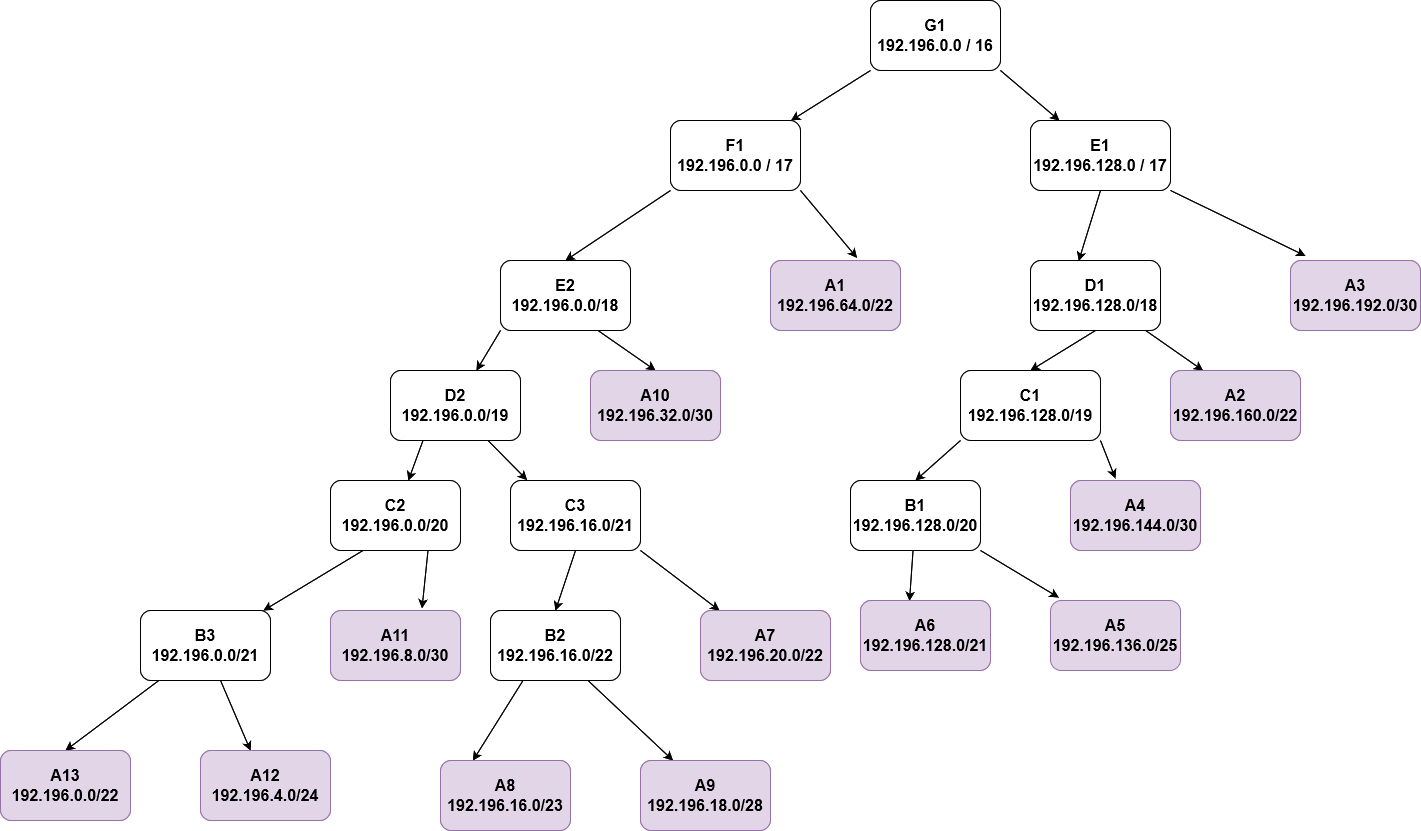 G1
192.196.0.0 / 16
F1
192.196.0.0 / 17
E1
192.196.128.0 / 17
E2
192.196.0.0/18
A1
192.196.64.0/22
D1
192.196.128.0/18
A3
192.196.192.0/30
D2
192.196.0.0/19
A10
192.196.32.0/30
C1
192.196.128.0/19
A2
192.196.160.0/22
C2
192.196.0.0/20
C3
192.196.16.0/21
B1
192.196.128.0/20
A4
192.196.144.0/30
B3
192.196.0.0/21
A11
192.196.8.0/30
B2
192.196.16.0/22
A7
192.196.20.0/22
A6
192.196.128.0/21
A5
192.196.136.0/25
A13
192.196.0.0/22
A12
192.196.4.0/24
A8
192.196.16.0/23
A9
192.196.18.0/28